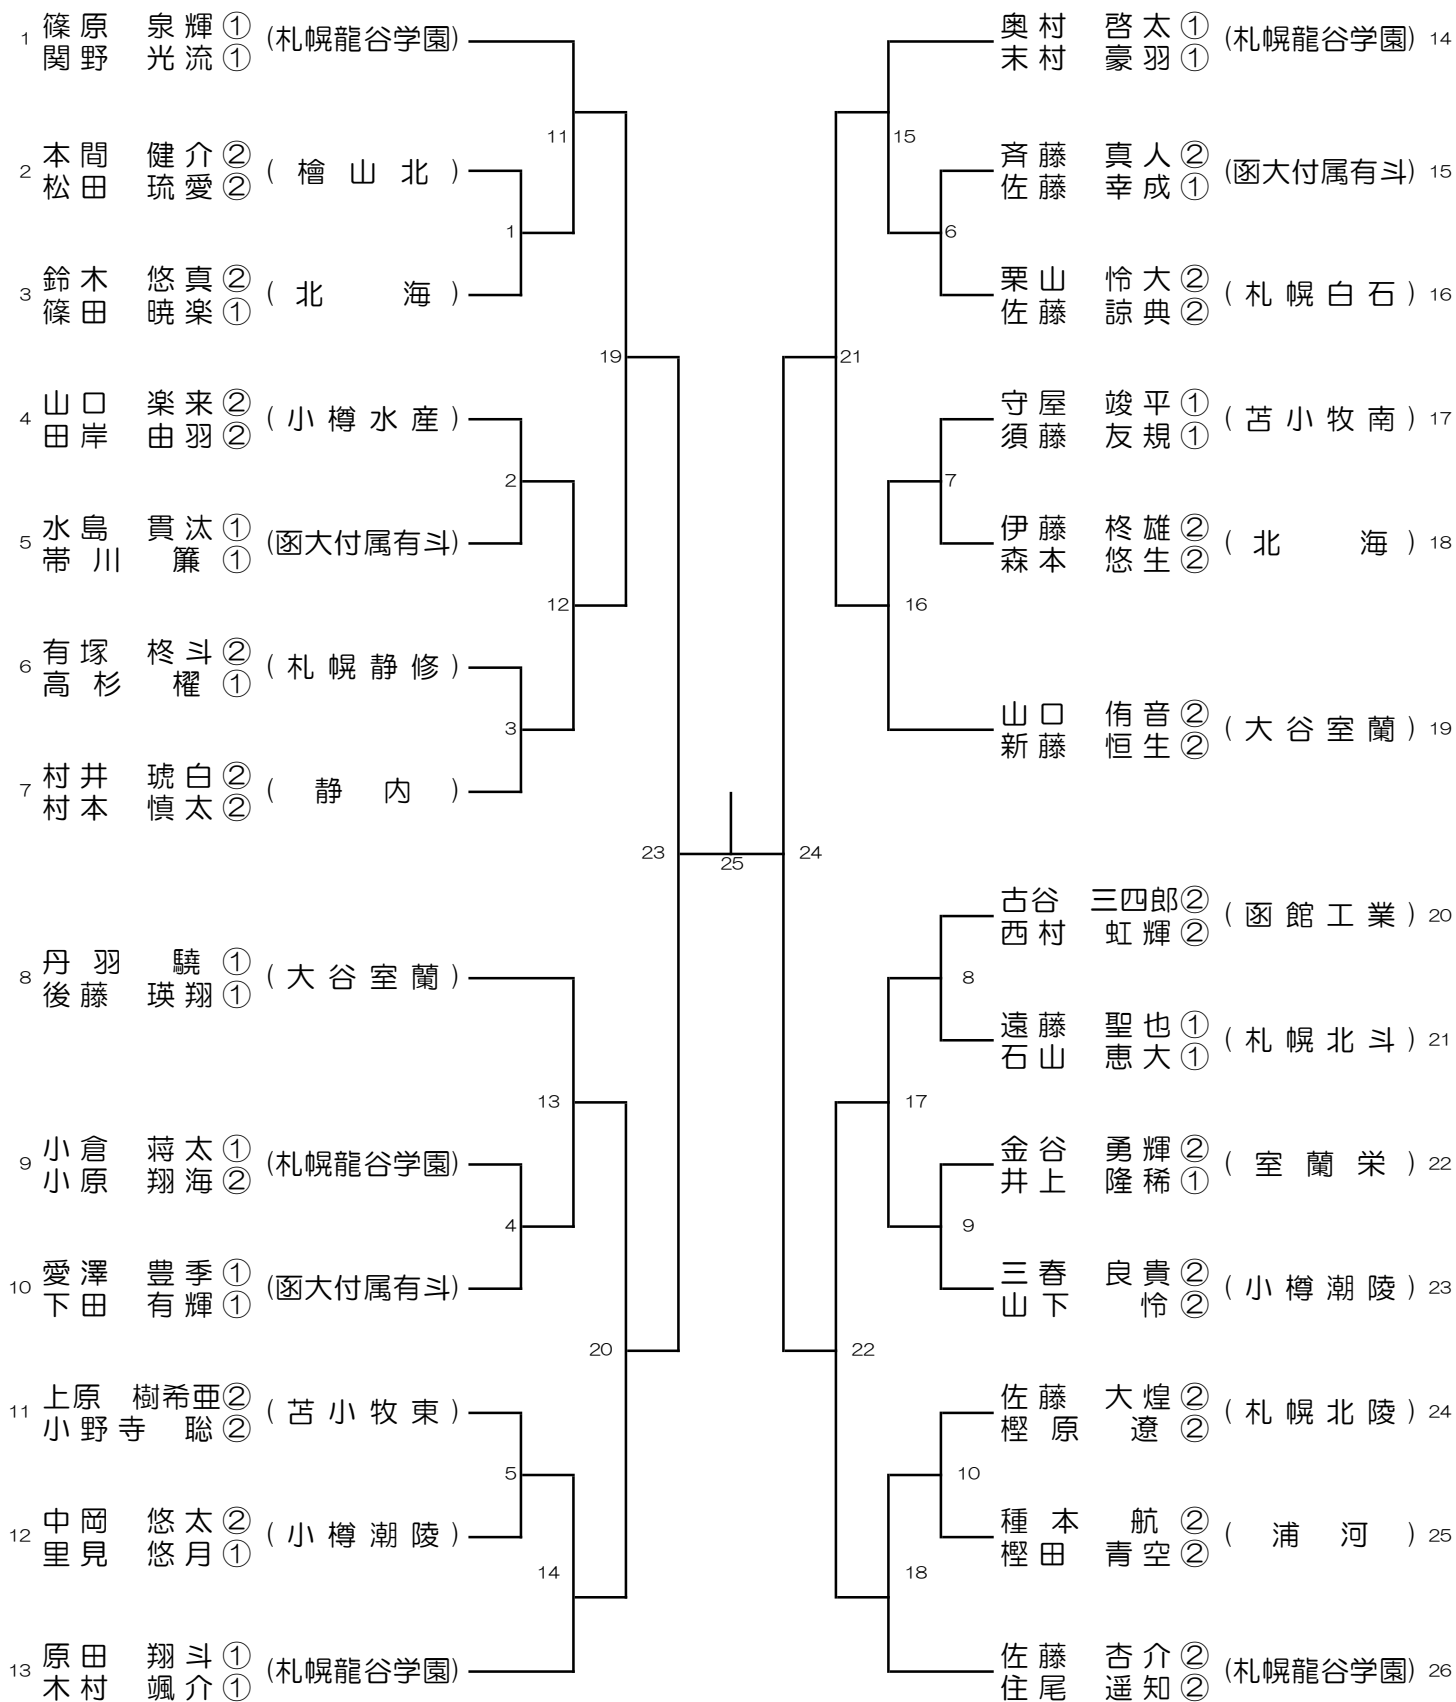 1 篠原 泉輝① (札幌龍谷学園)
関野 光流①
11
2 本間 健介② (檜山北)
松田 琉愛②
1
3 鈴木 悠真② (北海)
篠田 暁楽①
19
4 山口 楽来② (小樽水産)
田岸 由羽②
2
5 水島 貫汰① (函大付属有斗)
帯川 簾①
12
6 有塚 柊斗② (札幌静修)
高杉 櫂①
3
7 村井 琥白② (静内)
村本 慎太②
23
25
8 丹羽 驍① (大谷室蘭)
後藤 瑛翔①
13
9 小倉 蒋太① (札幌龍谷学園)
小原 翔海②
4
10 愛澤 豊季① (函大付属有斗)
下田 有輝①
20
11 上原 樹希亜② (苫小牧東)
小野寺 聡②
5
12 中岡 悠太② (小樽潮陵)
里見 悠月①
14
13 原田 翔斗① (札幌龍谷学園)
木村 颯介①
奥村 啓太① (札幌龍谷学園) 14
末村 豪羽①
15
斉藤 真人② (函大付属有斗) 15
佐藤 幸成①
6
栗山 怜大② (札幌白石) 16
佐藤 諒典②
21
守屋 竣平① (苫小牧南) 17
須藤 友規①
7
伊藤 柊雄② (北海) 18
森本 悠生②
16
山口 侑音② (大谷室蘭) 19
新藤 恒生②
24
古谷 三四郎② (函館工業) 20
西村 虹輝②
8
遠藤 聖也① (札幌北斗) 21
石山 恵大①
17
金谷 勇輝② (室蘭栄) 22
井上 隆稀①
9
三春 良貴② (小樽潮陵) 23
山下 怜②
22
佐藤 大煌② (札幌北陵) 24
樫原 遼②
10
種本 航② (浦河) 25
樫田 青空②
18
佐藤 杏介② (札幌龍谷学園) 26
住尾 遥知②